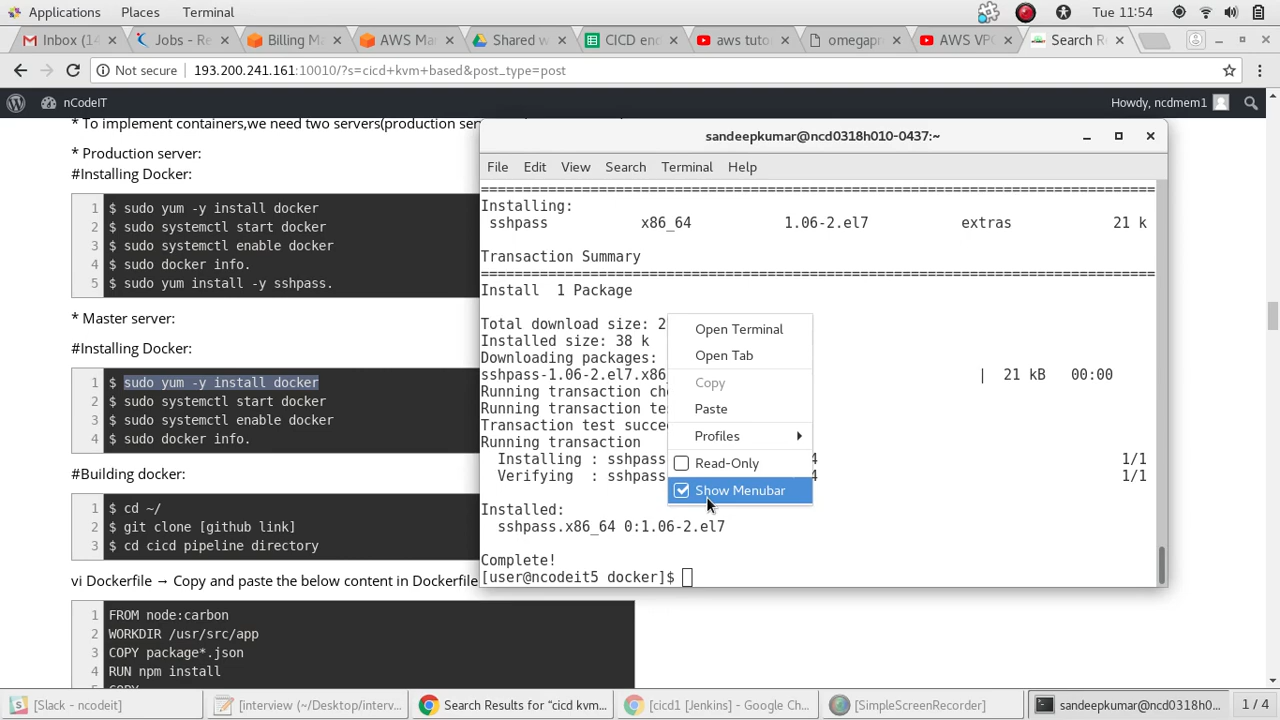 Applications Places Terminal Tue 11:54
Inbox (14 Jobs - Re Billing M AWS Ma Shared w CICD en aws tuto omegap AWS VPC Search R
Not secure 193.200.241.161:10010/?s=cicd+kvm+based&post_type=post
nCodeIT Howdy, ncdmem1
* To implement containers,we need two servers(production ser
* Production server:
#Installing Docker:
1 $ sudo yum -y install docker
2 $ sudo systemctl start docker
3 $ sudo systemctl enable docker
4 $ sudo docker info.
5 $ sudo yum install -y sshpass.
* Master server:
#Installing Docker:
1 $ sudo yum -y install docker
2 $ sudo systemctl start docker
3 $ sudo systemctl enable docker
4 $ sudo docker info.
#Building docker:
1 $ cd ~/
2 $ git clone [github link]
3 $ cd cicd pipeline directory
vi Dockerfile → Copy and paste the below content in Dockerfile
1 FROM node:carbon
2 WORKDIR /usr/src/app
3 COPY package*.json
4 RUN npm install
sandeepkumar@ncd0318h010-0437:~
File Edit View Search Terminal Help
================================================================================
Installing:
sshpass x86_64 1.06-2.el7 extras 21 k
Transaction Summary
================================================================================
Install 1 Package
Total download size: 2
Installed size: 38 k
Downloading packages:
sshpass-1.06-2.el7.x86 | 21 kB 00:00
Running transaction che
Running transaction tes
Transaction test succe
Running transaction
Installing : sshpass 4 1/1
Verifying : sshpass 4 1/1
Installed:
sshpass.x86_64 0:1.06-2.el7
Complete!
[user@ncodeit5 docker]$
Open Terminal
Open Tab
Copy
Paste
Profiles
Read-Only
Show Menubar
[Slack - ncodeit] [interview (~/Desktop/interv... Search Results for “cicd kvm... [cicd1 [Jenkins] - Google Ch... [SimpleScreenRecorder] sandeepkumar@ncd0318h0... 1 / 4